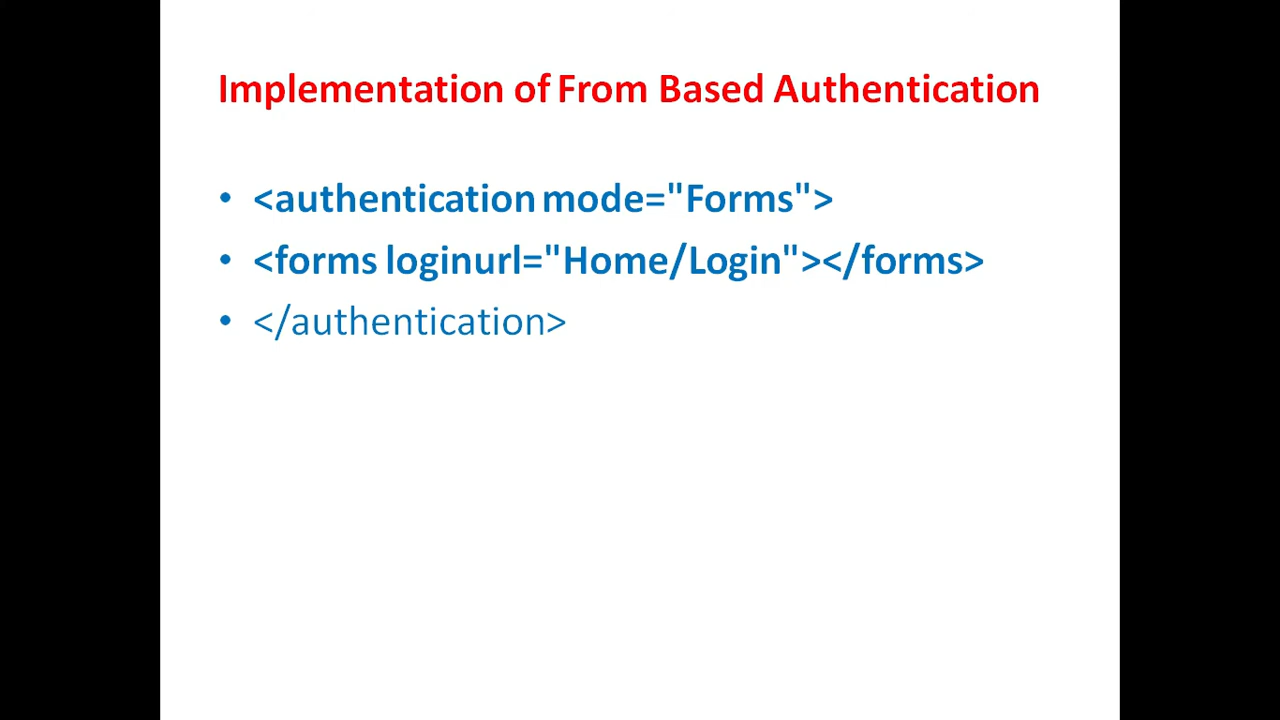 Implementation of From Based Authentication
• <authentication mode="Forms">
• <forms loginurl="Home/Login"></forms>
• </authentication>